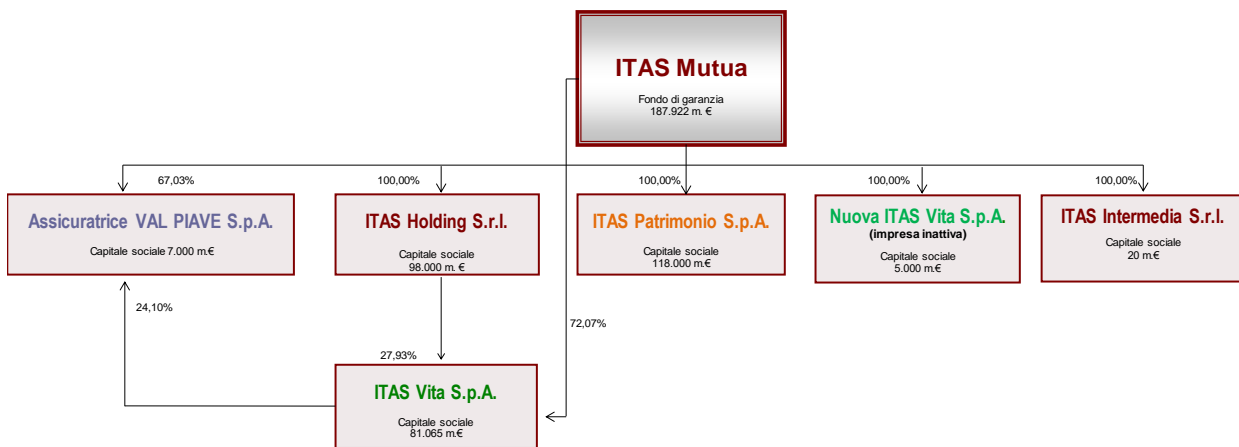 ITAS Mutua
Fondo di garanzia
187.922 m. €
67,03%
100,00%
100,00%
100,00%
100,00%
Assicuratrice VAL PIAVE S.p.A.
Capitale sociale 7.000 m.€
ITAS Holding S.r.l.
Capitale sociale
98.000 m. €
ITAS Patrimonio S.p.A.
Capitale sociale
118.000 m.€
Nuova ITAS Vita S.p.A.
(impresa inattiva)
Capitale sociale
5.000 m.€
ITAS Intermedia S.r.l.
Capitale sociale
20 m.€
24,10%
72,07%
27,93%
ITAS Vita S.p.A.
Capitale sociale
81.065 m.€